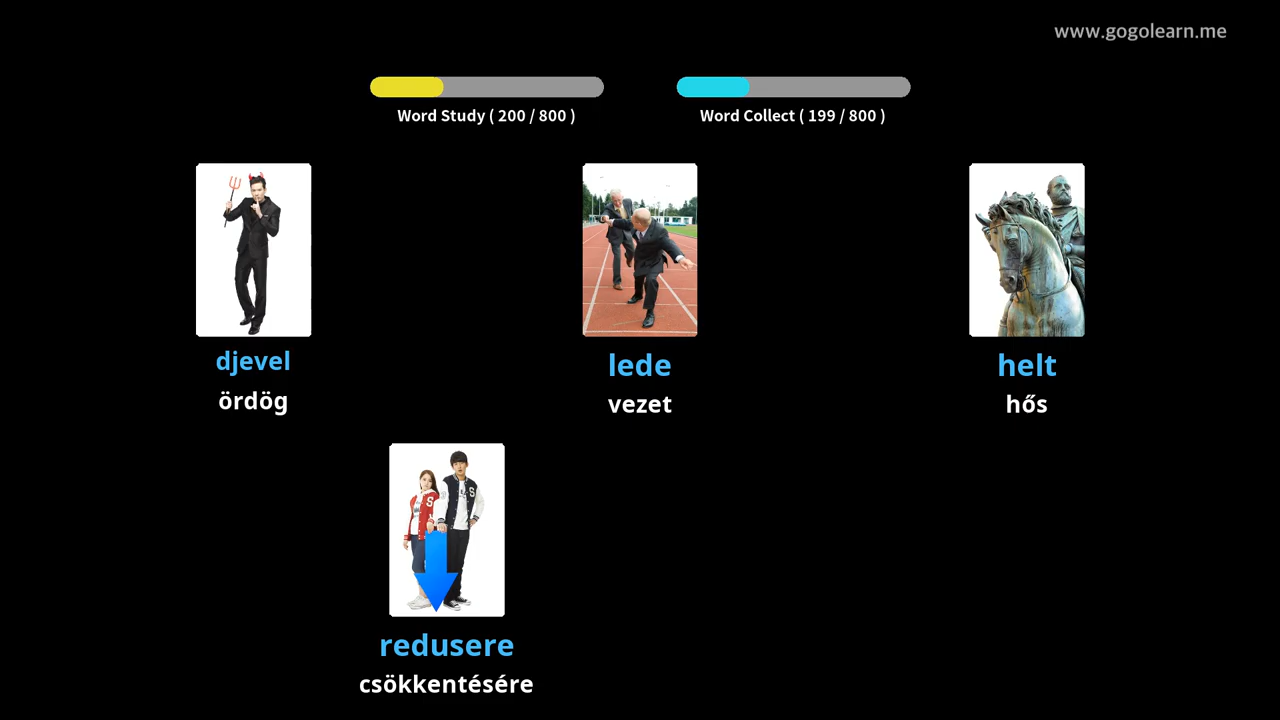 www.gogolearn.me
Word Study ( 200 / 800 )
Word Collect ( 199 / 800 )
djevel
lede
helt
ördög
vezet
hős
S
S
redusere
csökkentésére